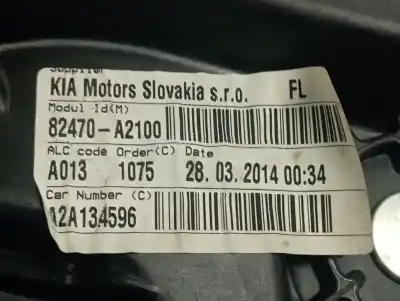 Supplier
KIA Motors Slovakia s.r.o. FL
Modul Id(M)
82470-A2100
ALC code Order(C) Date
A013 1075 28. 03. 2014 00:34
Car Number (C)
A2A134596